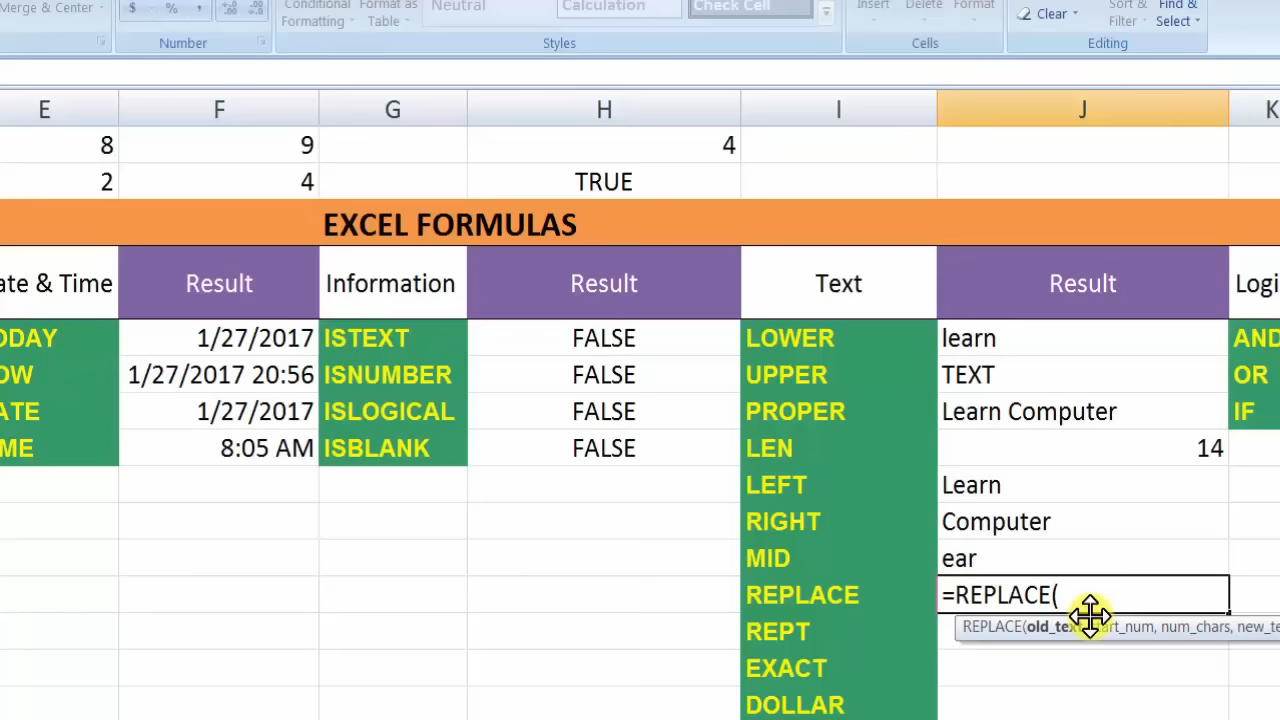 Merge & Center $ % , Conditional Formatting Format as Table Neutral Calculation Check Cell Insert Delete Format Clear Sort & Filter Find & Select
Number Styles Cells Editing
E F G H I J K
8 9 4
2 4 TRUE
EXCEL FORMULAS
ate & Time Result Information Result Text Result Logi
ODAY 1/27/2017 ISTEXT FALSE LOWER learn AND
OW 1/27/2017 20:56 ISNUMBER FALSE UPPER TEXT OR
ATE 1/27/2017 ISLOGICAL FALSE PROPER Learn Computer IF
ME 8:05 AM ISBLANK FALSE LEN 14
LEFT Learn
RIGHT Computer
MID ear
REPLACE =REPLACE(
REPT REPLACE(old_text, start_num, num_chars, new_te
EXACT
DOLLAR